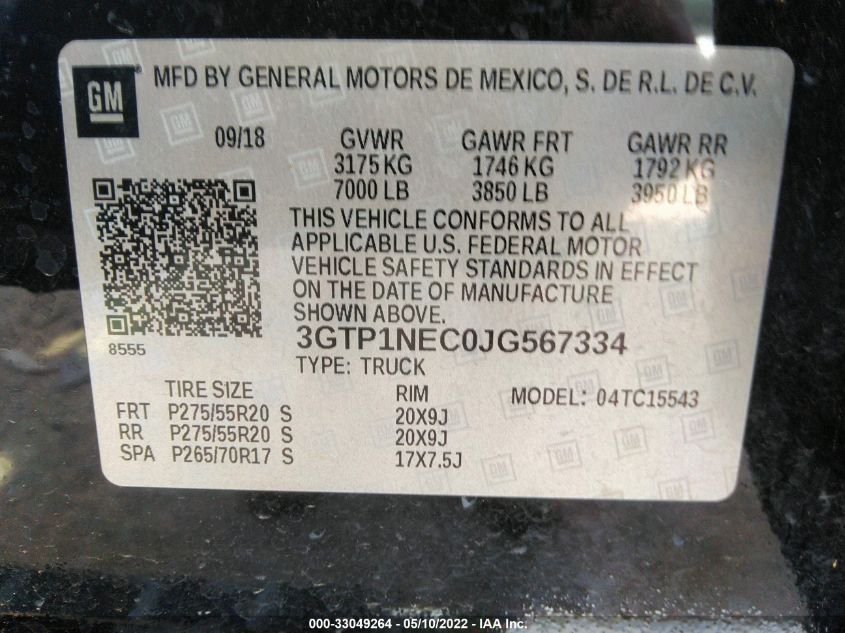 GM
MFD BY GENERAL MOTORS DE MEXICO, S. DE R.L. DE C.V.
09/18 GVWR GAWR FRT GAWR RR
3175 KG 1746 KG 1792 KG
7000 LB 3850 LB 3950 LB
THIS VEHICLE CONFORMS TO ALL
APPLICABLE U.S. FEDERAL MOTOR
VEHICLE SAFETY STANDARDS IN EFFECT
ON THE DATE OF MANUFACTURE
SHOWN ABOVE.
3GTP1NEC0JG567334
8555
TYPE: TRUCK
TIRE SIZE RIM MODEL: 04TC15543
FRT P275/55R20 S 20X9J
RR P275/55R20 S 20X9J
SPA P265/70R17 S 17X7.5J
000-33049264 - 05/10/2022 - IAA Inc.